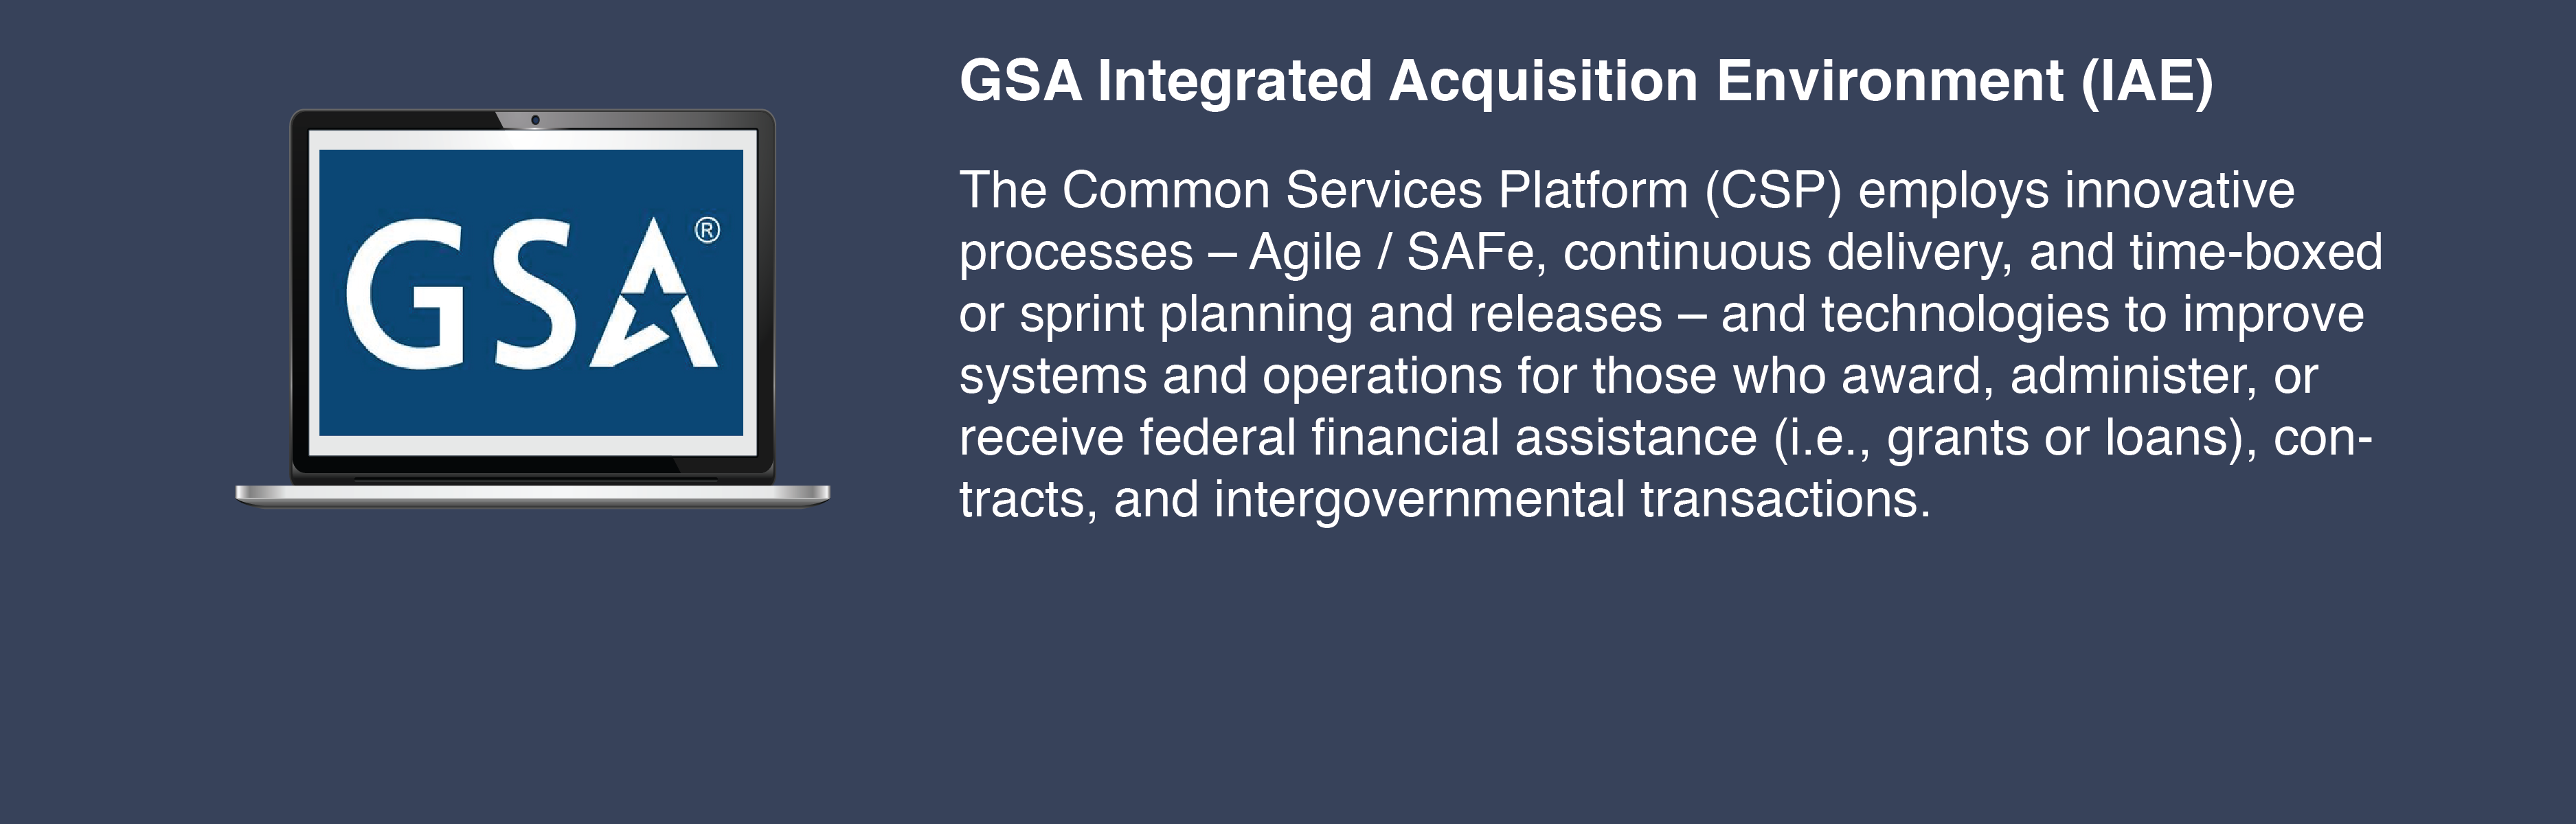 GSA Integrated Acquisition Environment (IAE)
GSA®
The Common Services Platform (CSP) employs innovative
processes – Agile / SAFe, continuous delivery, and time-boxed
or sprint planning and releases – and technologies to improve
systems and operations for those who award, administer, or
receive federal financial assistance (i.e., grants or loans), con-
tracts, and intergovernmental transactions.